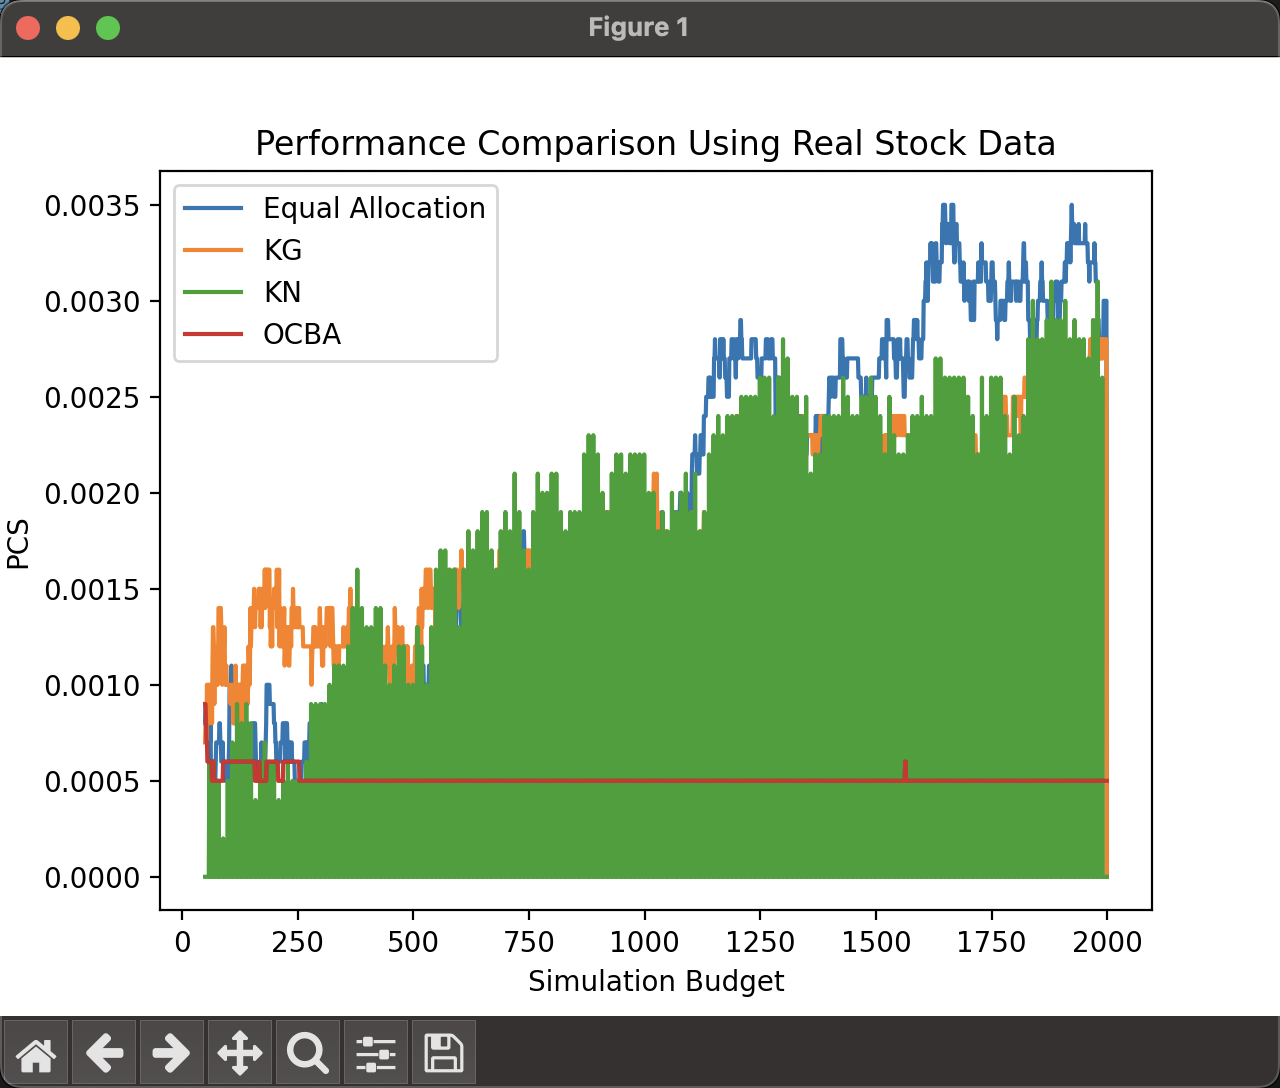 Figure 1
Performance Comparison Using Real Stock Data
Equal Allocation
KG
KN
OCBA
0.0035
0.0030
0.0025
0.0020
0.0015
0.0010
0.0005
0.0000
PCS
0 250 500 750 1000 1250 1500 1750 2000
Simulation Budget